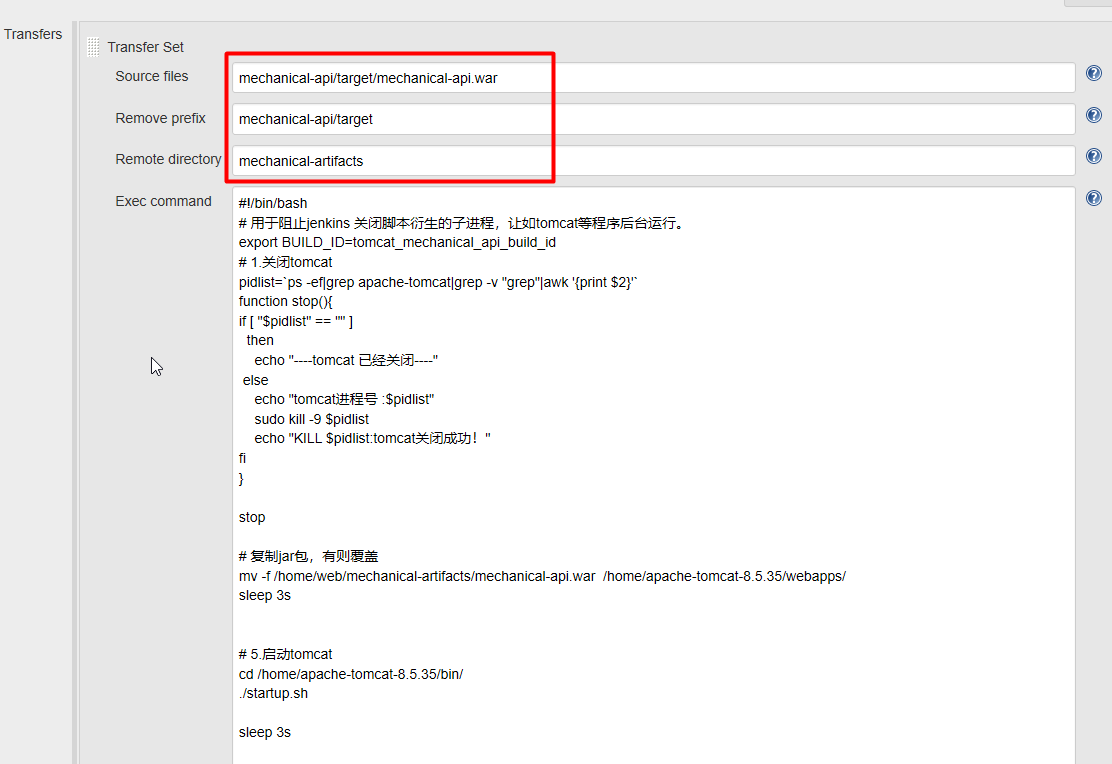 Transfers
Transfer Set
Source files
mechanical-api/target/mechanical-api.war
Remove prefix
mechanical-api/target
Remote directory
mechanical-artifacts
Exec command
#!/bin/bash
# 用于阻止jenkins 关闭脚本衍生的子进程，让如tomcat等程序后台运行。
export BUILD_ID=tomcat_mechanical_api_build_id
# 1.关闭tomcat
pidlist=`ps -ef|grep apache-tomcat|grep -v "grep"|awk '{print $2}'`
function stop(){
if [ "$pidlist" == "" ]
then
echo "----tomcat 已经关闭----"
else
echo "tomcat进程号 :$pidlist"
sudo kill -9 $pidlist
echo "KILL $pidlist:tomcat关闭成功！"
fi
}
stop
# 复制jar包，有则覆盖
mv -f /home/web/mechanical-artifacts/mechanical-api.war  /home/apache-tomcat-8.5.35/webapps/
sleep 3s
# 5.启动tomcat
cd /home/apache-tomcat-8.5.35/bin/
./startup.sh
sleep 3s